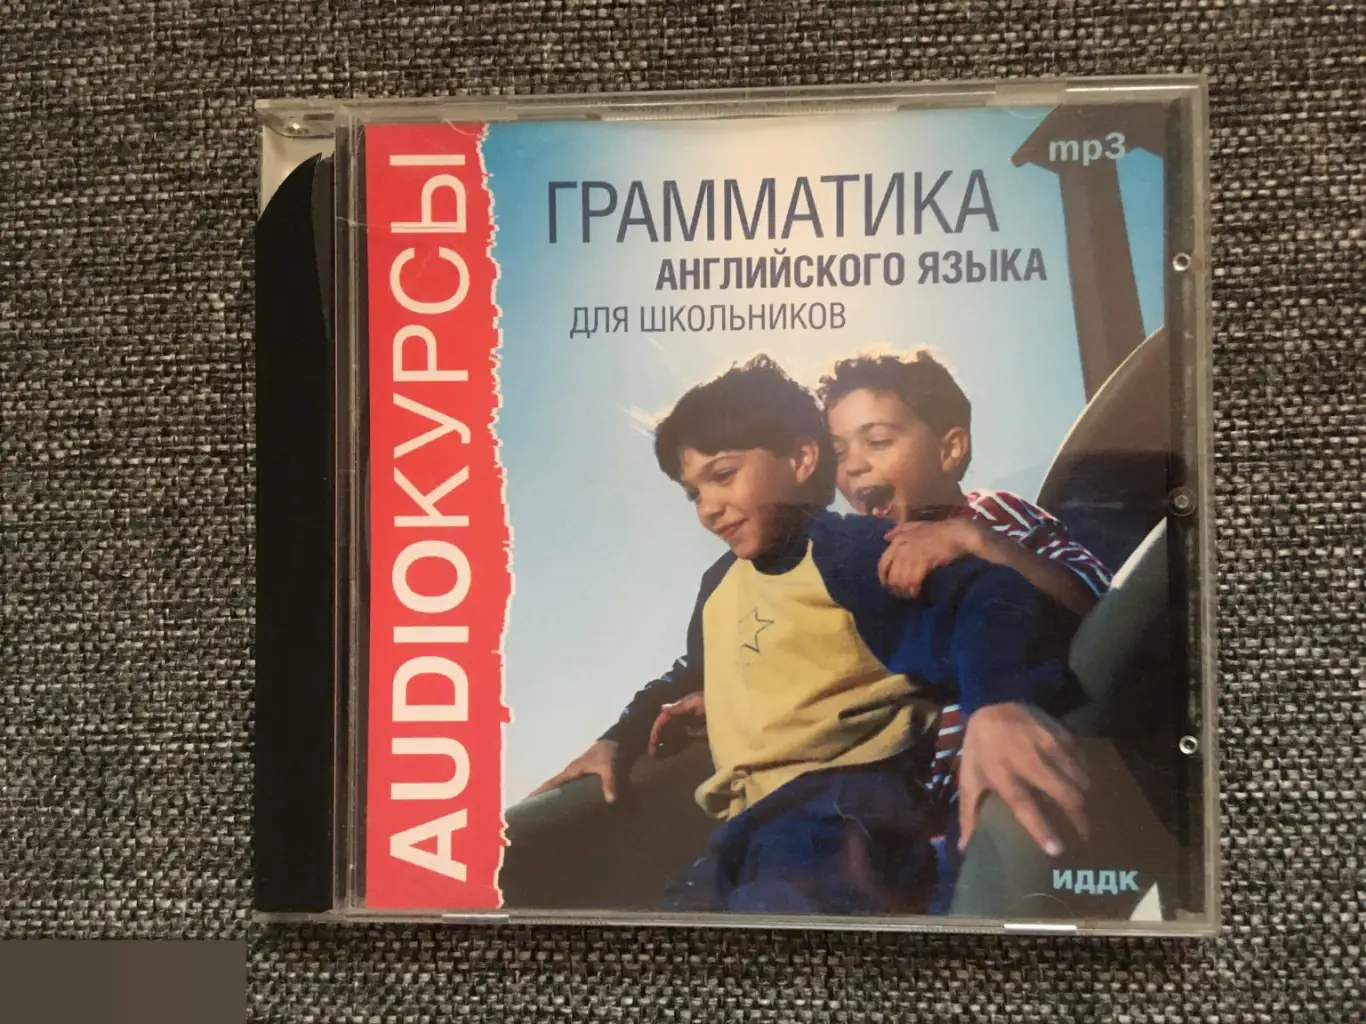 AUDIOКУРСЫ
mp3
ГРАММАТИКА
АНГЛИЙСКОГО ЯЗЫКА
ДЛЯ ШКОЛЬНИКОВ
ИДДК